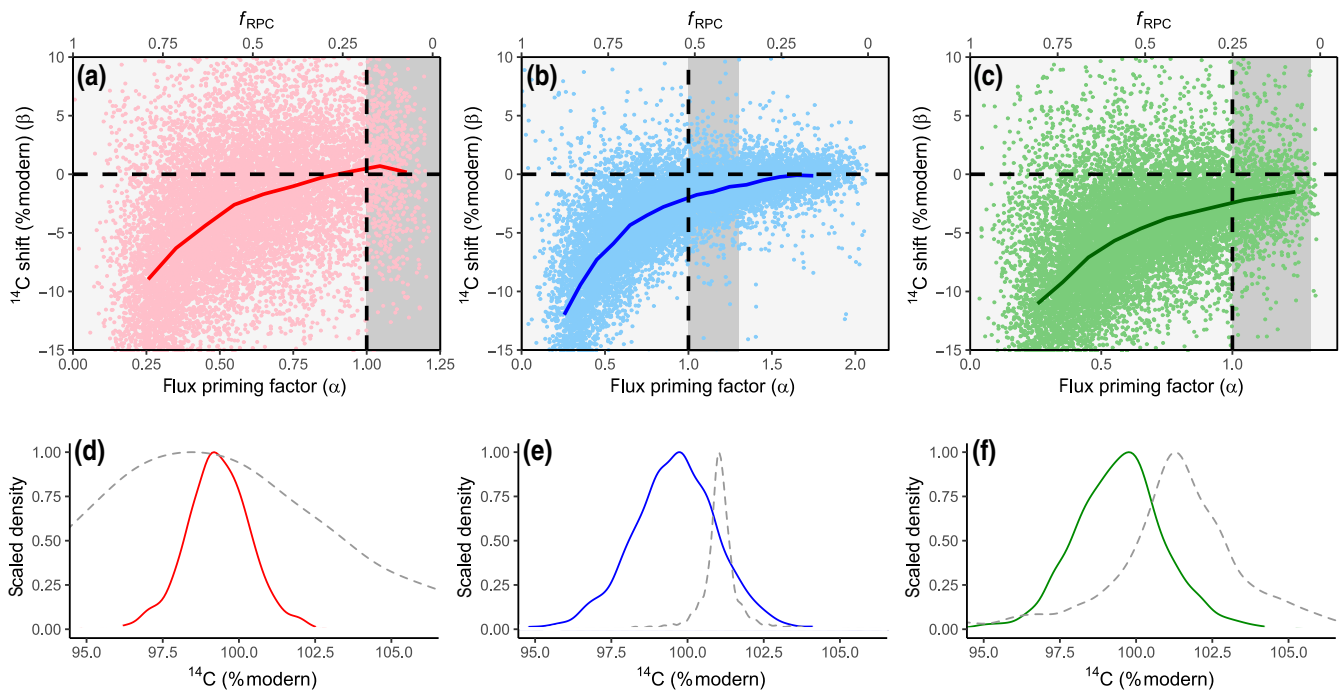 f_RPC
1 0.75 0.5 0.25 0
(a)
10
5
0
−5
−10
−15
¹⁴C shift (%modern) (β)
0.00 0.25 0.50 0.75 1.00 1.25
Flux priming factor (α)
f_RPC
1 0.75 0.5 0.25 0
(b)
10
5
0
−5
−10
−15
¹⁴C shift (%modern) (β)
0.0 0.5 1.0 1.5 2.0
Flux priming factor (α)
f_RPC
1 0.75 0.5 0.25 0
(c)
10
5
0
−5
−10
−15
¹⁴C shift (%modern) (β)
0.0 0.5 1.0
Flux priming factor (α)
(d)
1.00
0.75
0.50
0.25
0.00
Scaled density
95.0 97.5 100.0 102.5 105.0
¹⁴C (%modern)
(e)
1.00
0.75
0.50
0.25
0.00
Scaled density
95.0 97.5 100.0 102.5 105.0
¹⁴C (%modern)
(f)
1.00
0.75
0.50
0.25
0.00
Scaled density
95.0 97.5 100.0 102.5 105.0
¹⁴C (%modern)